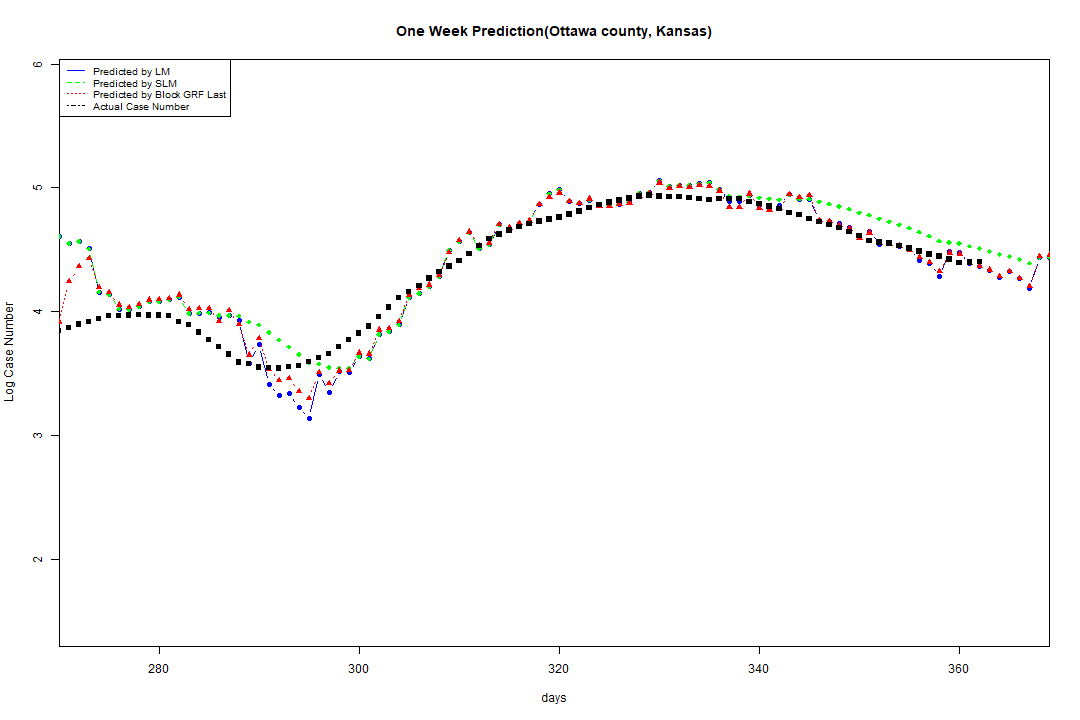 One Week Prediction(Ottawa county, Kansas)
Predicted by LM
Predicted by SLM
Predicted by Block GRF Last
Actual Case Number
Log Case Number
6
5
4
3
2
280 300 320 340 360
days